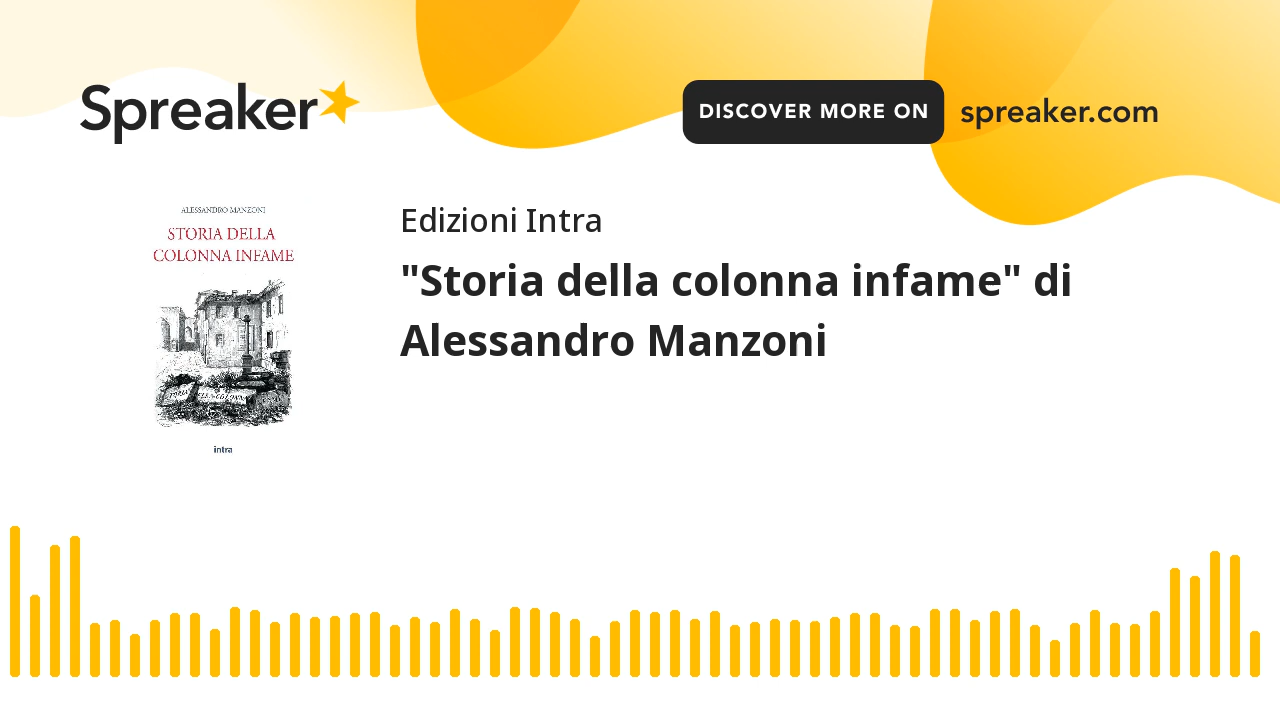 Spreaker
DISCOVER MORE ON
spreaker.com
ALESSANDRO MANZONI
STORIA DELLA
COLONNA INFAME
intra
Edizioni Intra
"Storia della colonna infame" di
Alessandro Manzoni